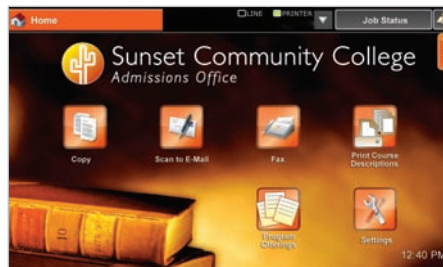 Home
LINE PRINTER
Job Status
Sunset Community College
Admissions Office
Copy
Scan to E-Mail
Fax
Print Course
Descriptions
Program
Offerings
Settings
12:40 PM